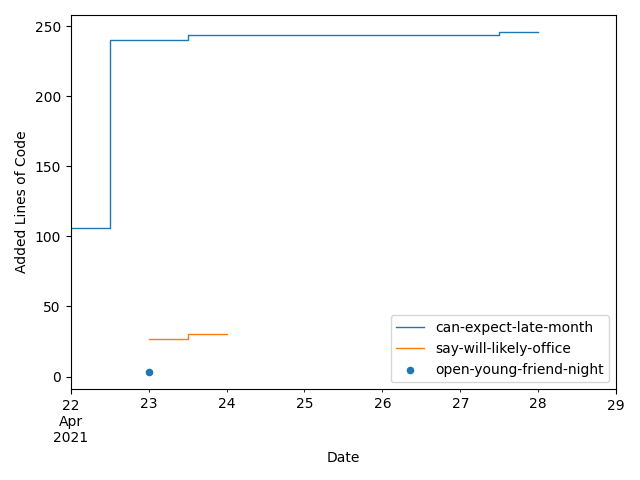 250
200
150
100
50
0
Added Lines of Code
22 23 24 25 26 27 28 29
Apr
2021
Date
can-expect-late-month
say-will-likely-office
open-young-friend-night